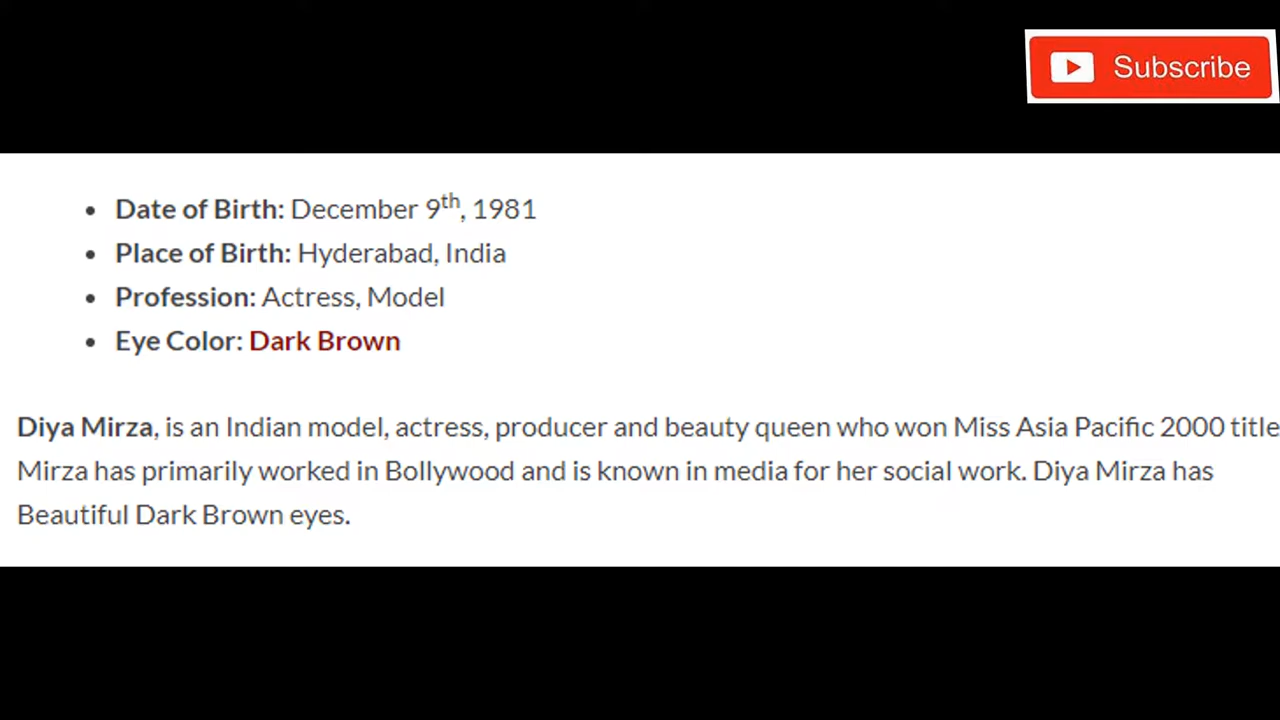 Subscribe
• Date of Birth: December 9th, 1981
• Place of Birth: Hyderabad, India
• Profession: Actress, Model
• Eye Color: Dark Brown
Diya Mirza, is an Indian model, actress, producer and beauty queen who won Miss Asia Pacific 2000 title
Mirza has primarily worked in Bollywood and is known in media for her social work. Diya Mirza has
Beautiful Dark Brown eyes.